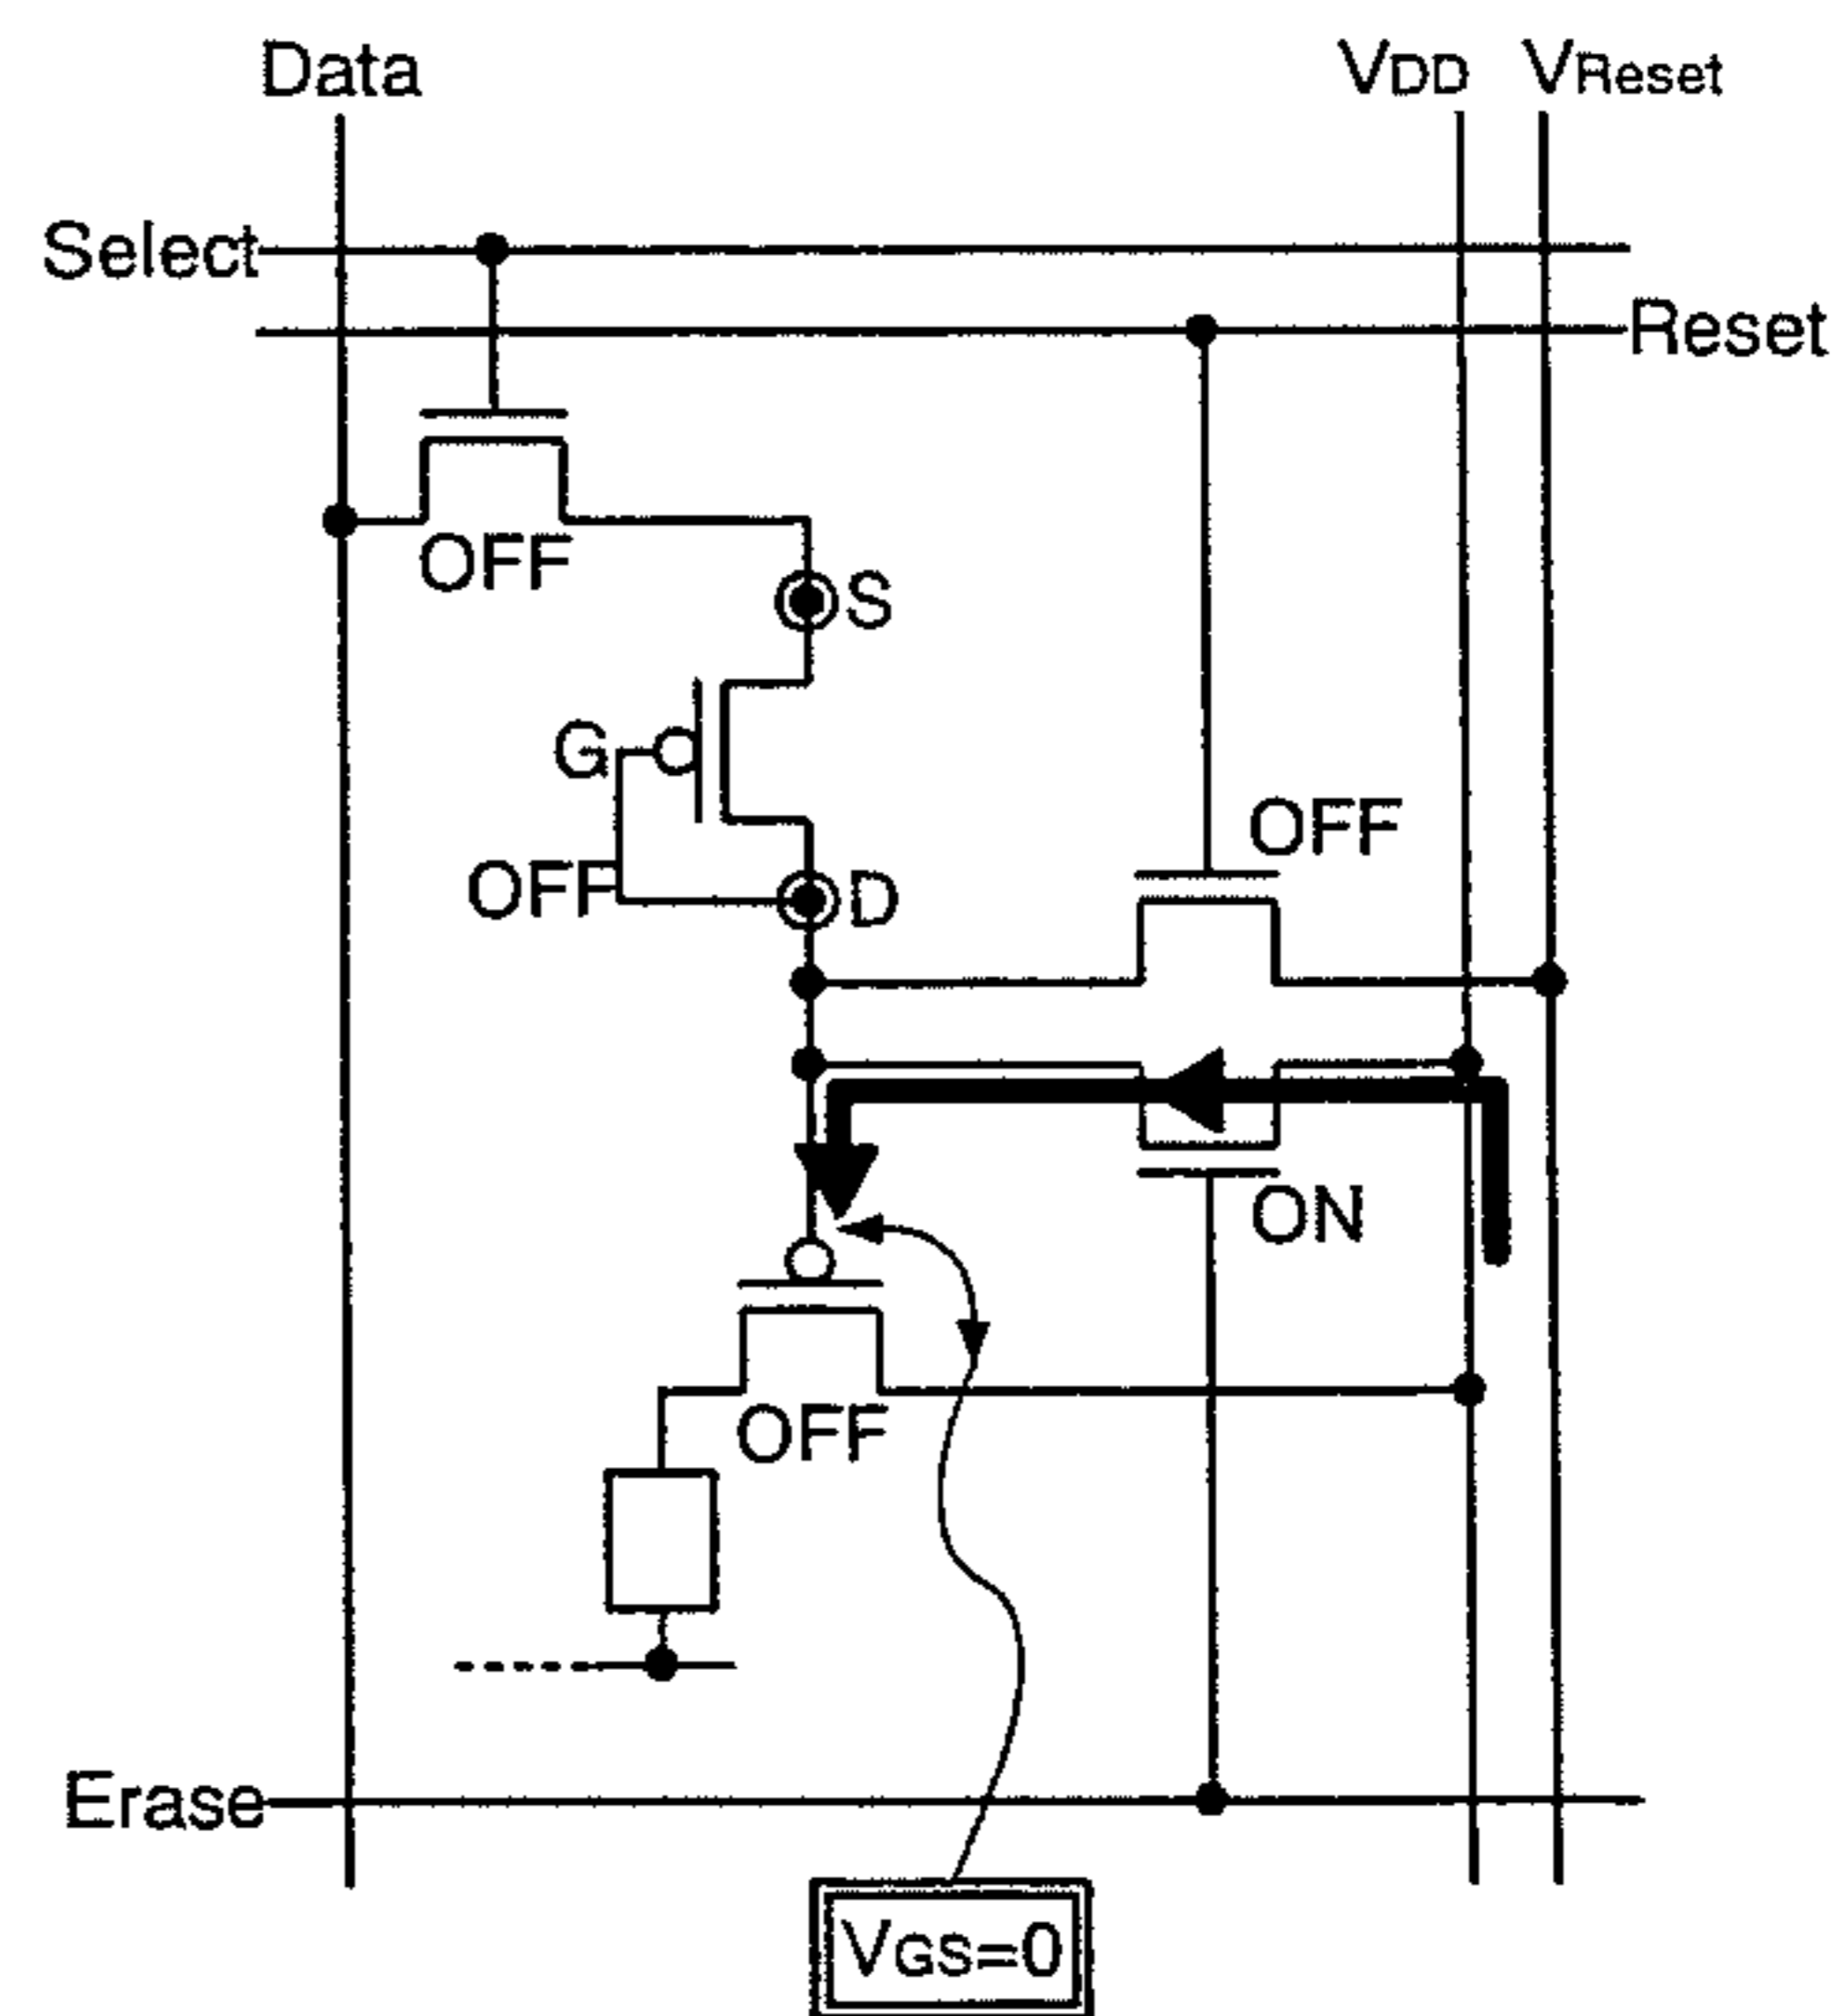 Data
VDD
VReset
Select
Reset
OFF
S
G
OFF
OFF
D
ON
OFF
Erase
VGS=0